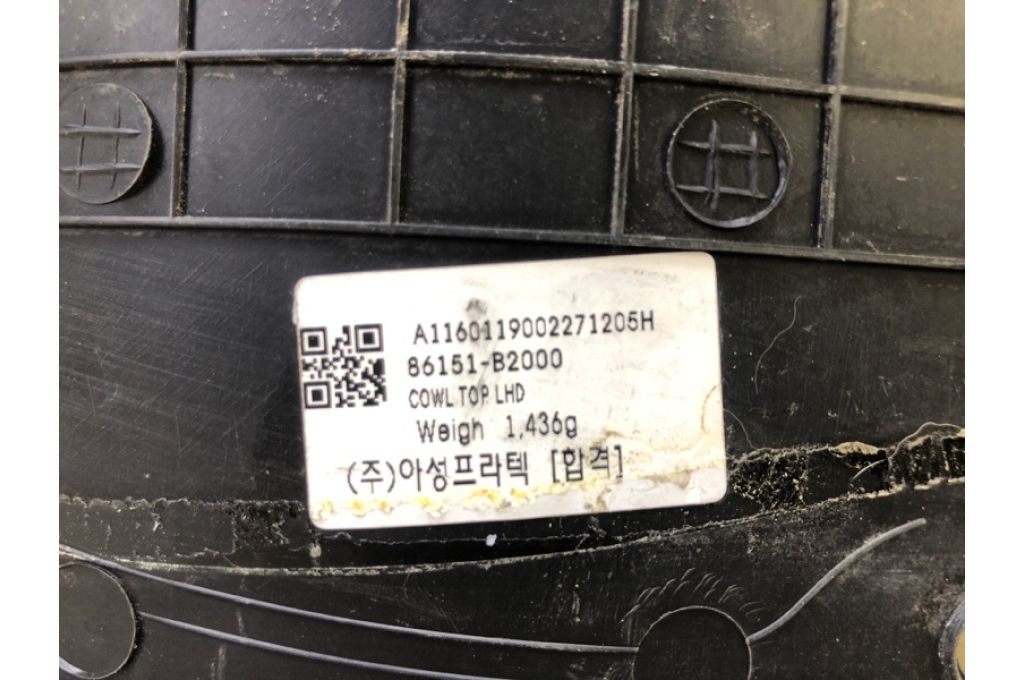 A1160119002271205H
86151-B2000
COWL TOP LHD
Weigh 1,436g
(주)아성프라텍 [합격]